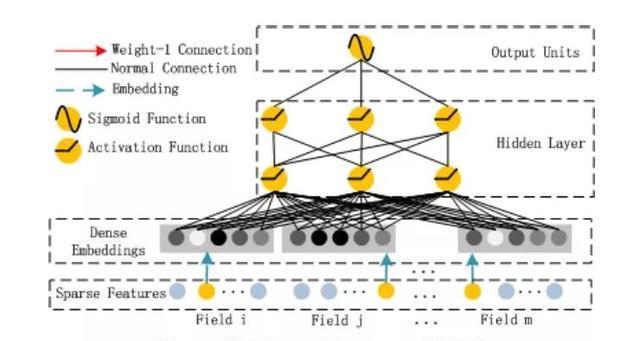 Weight-1 Connection
Normal Connection
Embedding
Sigmoid Function
Activation Function
Output Units
Hidden Layer
Dense
Embeddings
...
Sparse Features
... ... ... ...
Field i Field j ... Field m